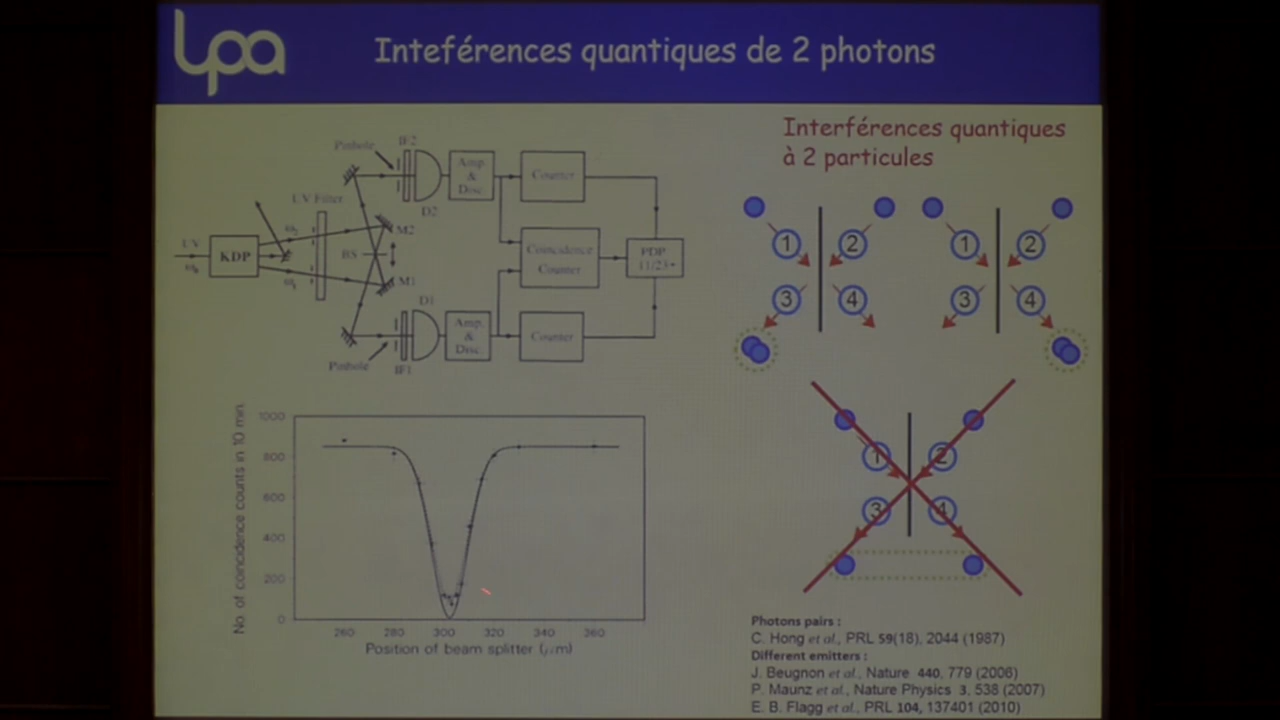 lpa
Inteférences quantiques de 2 photons
Pinhole
IF2
Amp.
&
Disc.
Counter
D2
UV Filter
UV
KDP
BS
M2
M1
Coincidence
Counter
PDP
11/23+
D1
Amp.
&
Disc.
Counter
Pinhole
IF1
No. of coincidence counts in 10 min.
1000
800
600
400
200
0
260
280
300
320
340
360
Position of beam splitter (μm)
Interférences quantiques
à 2 particules
1
2
3
4
1
2
3
4
1
2
3
4
Photons pairs :
C. Hong et al., PRL 59(18), 2044 (1987)
Different emitters :
J. Beugnon et al., Nature 440, 779 (2006)
P. Maunz et al., Nature Physics 3, 538 (2007)
E. B. Flagg et al., PRL 104, 137401 (2010)